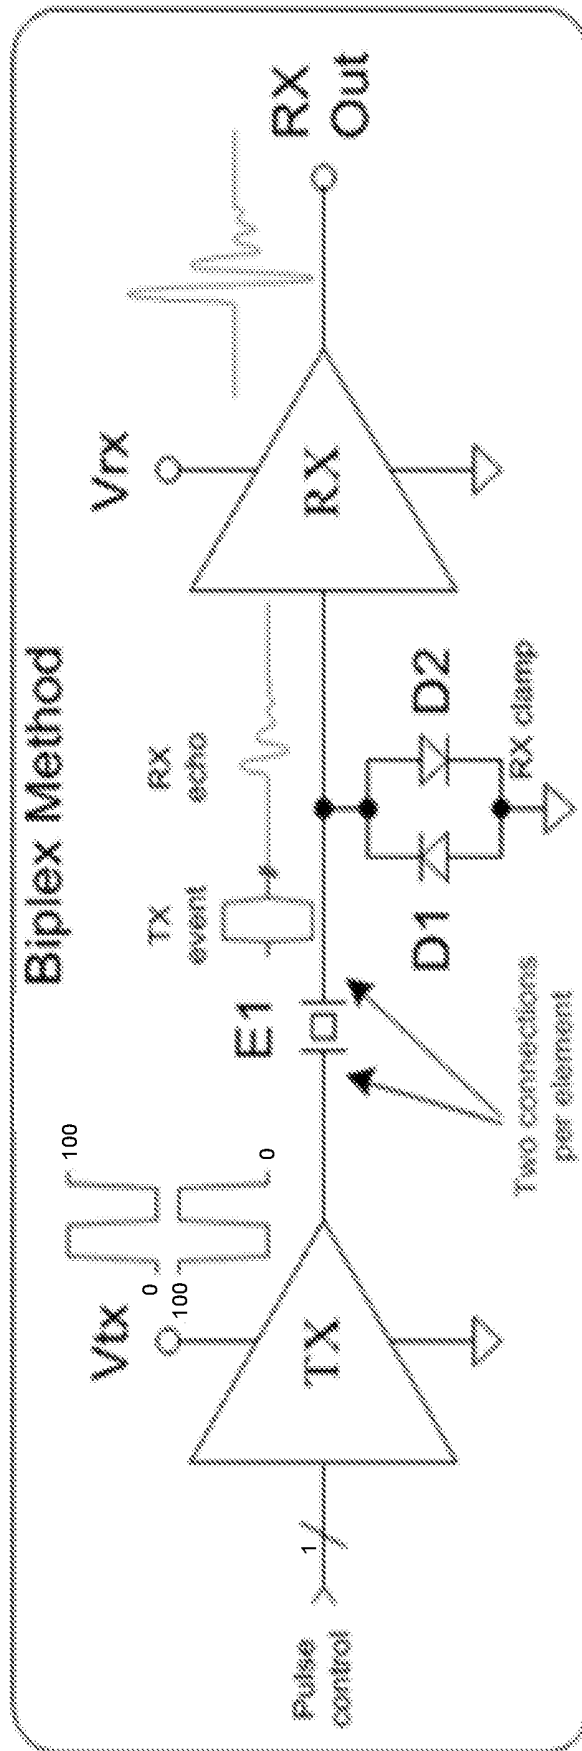 Biplex Method
Pulse
control
1
TX
Vtx
0
100
100
0
E1
Two connections
per element
TX
event
RX
echo
D1
D2
RX clamp
RX
Vrx
RX
Out